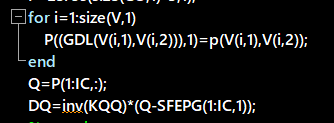 for i=1:size(V,1)
P((GDL(V(i,1),V(i,2))),1)=p(V(i,1),V(i,2));
end
Q=P(1:IC,:);
DQ=inv(KQQ)*(Q-SFEPG(1:IC,1));